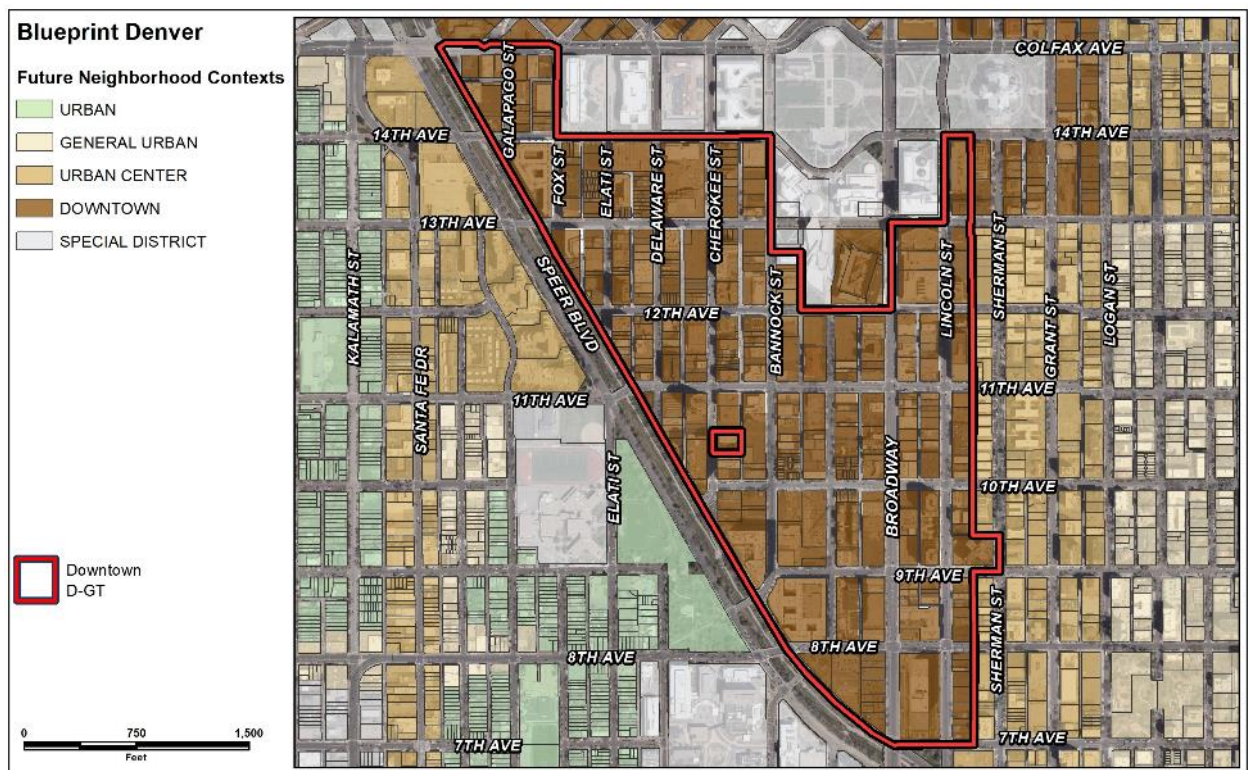 Blueprint Denver
Future Neighborhood Contexts
URBAN
GENERAL URBAN
URBAN CENTER
DOWNTOWN
SPECIAL DISTRICT
Downtown
D-GT
0 750 1,500
Feet
COLFAX AVE
GALAPAGO ST
14TH AVE
14TH AVE
FOX ST
ELATI ST
DELAWARE ST
CHEROKEE ST
13TH AVE
KALAMATH ST
SPEER BLVD
BANNOCK ST
LINCOLN ST
SHERMAN ST
GRANT ST
LOGAN ST
12TH AVE
SANTA FE DR
11TH AVE
11TH AVE
ELATI ST
BROADWAY
10TH AVE
9TH AVE
SHERMAN ST
8TH AVE
8TH AVE
7TH AVE
7TH AVE